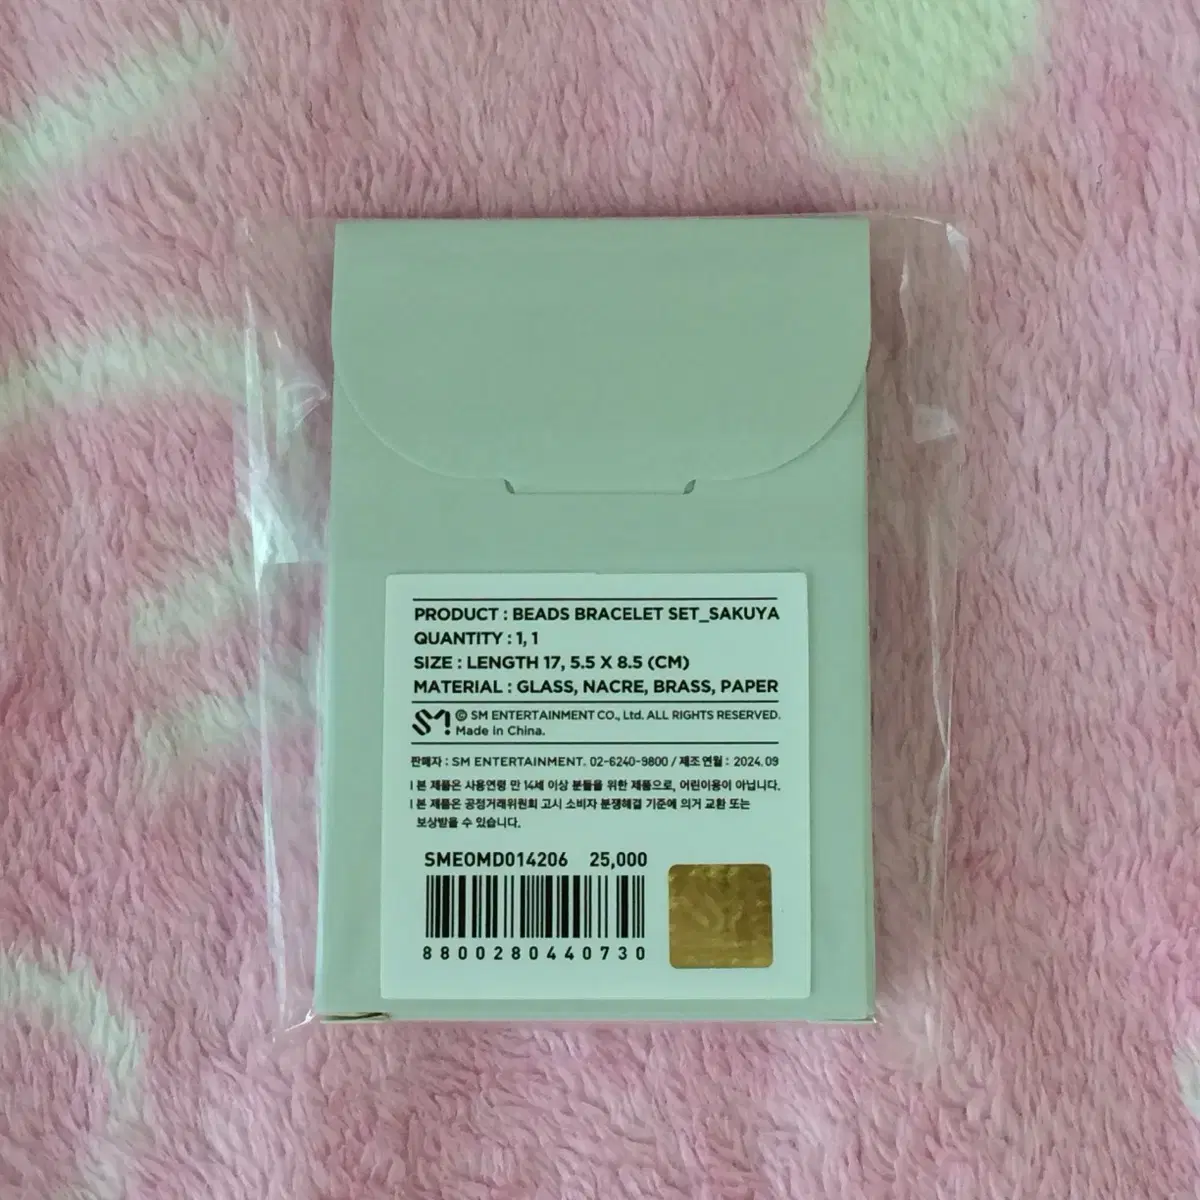 PRODUCT : BEADS BRACELET SET_SAKUYA
QUANTITY : 1, 1
SIZE : LENGTH 17, 5.5 X 8.5 (CM)
MATERIAL : GLASS, NACRE, BRASS, PAPER
SM! © SM ENTERTAINMENT CO., Ltd. ALL RIGHTS RESERVED.
Made in China.
판매자 : SM ENTERTAINMENT. 02-6240-9800 / 제조연월 : 2024.09
l 본 제품은 사용연령 만 14세 이상 분들을 위한 제품으로, 어린이용이 아닙니다.
l 본 제품은 공정거래위원회 고시 소비자 분쟁해결 기준에 의거 교환 또는
보상받을 수 있습니다.
SMEOMD014206 25,000
8800280440730